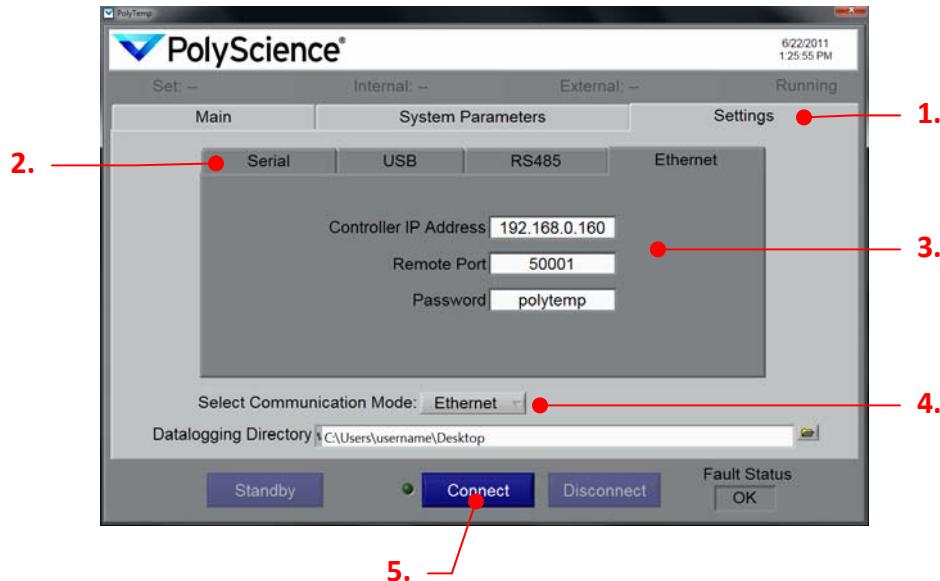 PolyTemp
PolyScience®
6/22/2011
1:25:55 PM
Set: -- Internal: -- External: -- Running
Main System Parameters Settings
1.
2.
Serial USB RS485 Ethernet
Controller IP Address 192.168.0.160
3.
Remote Port 50001
Password polytemp
Select Communication Mode: Ethernet
4.
Datalogging Directory C:\Users\username\Desktop
Fault Status
Standby Connect Disconnect OK
5.